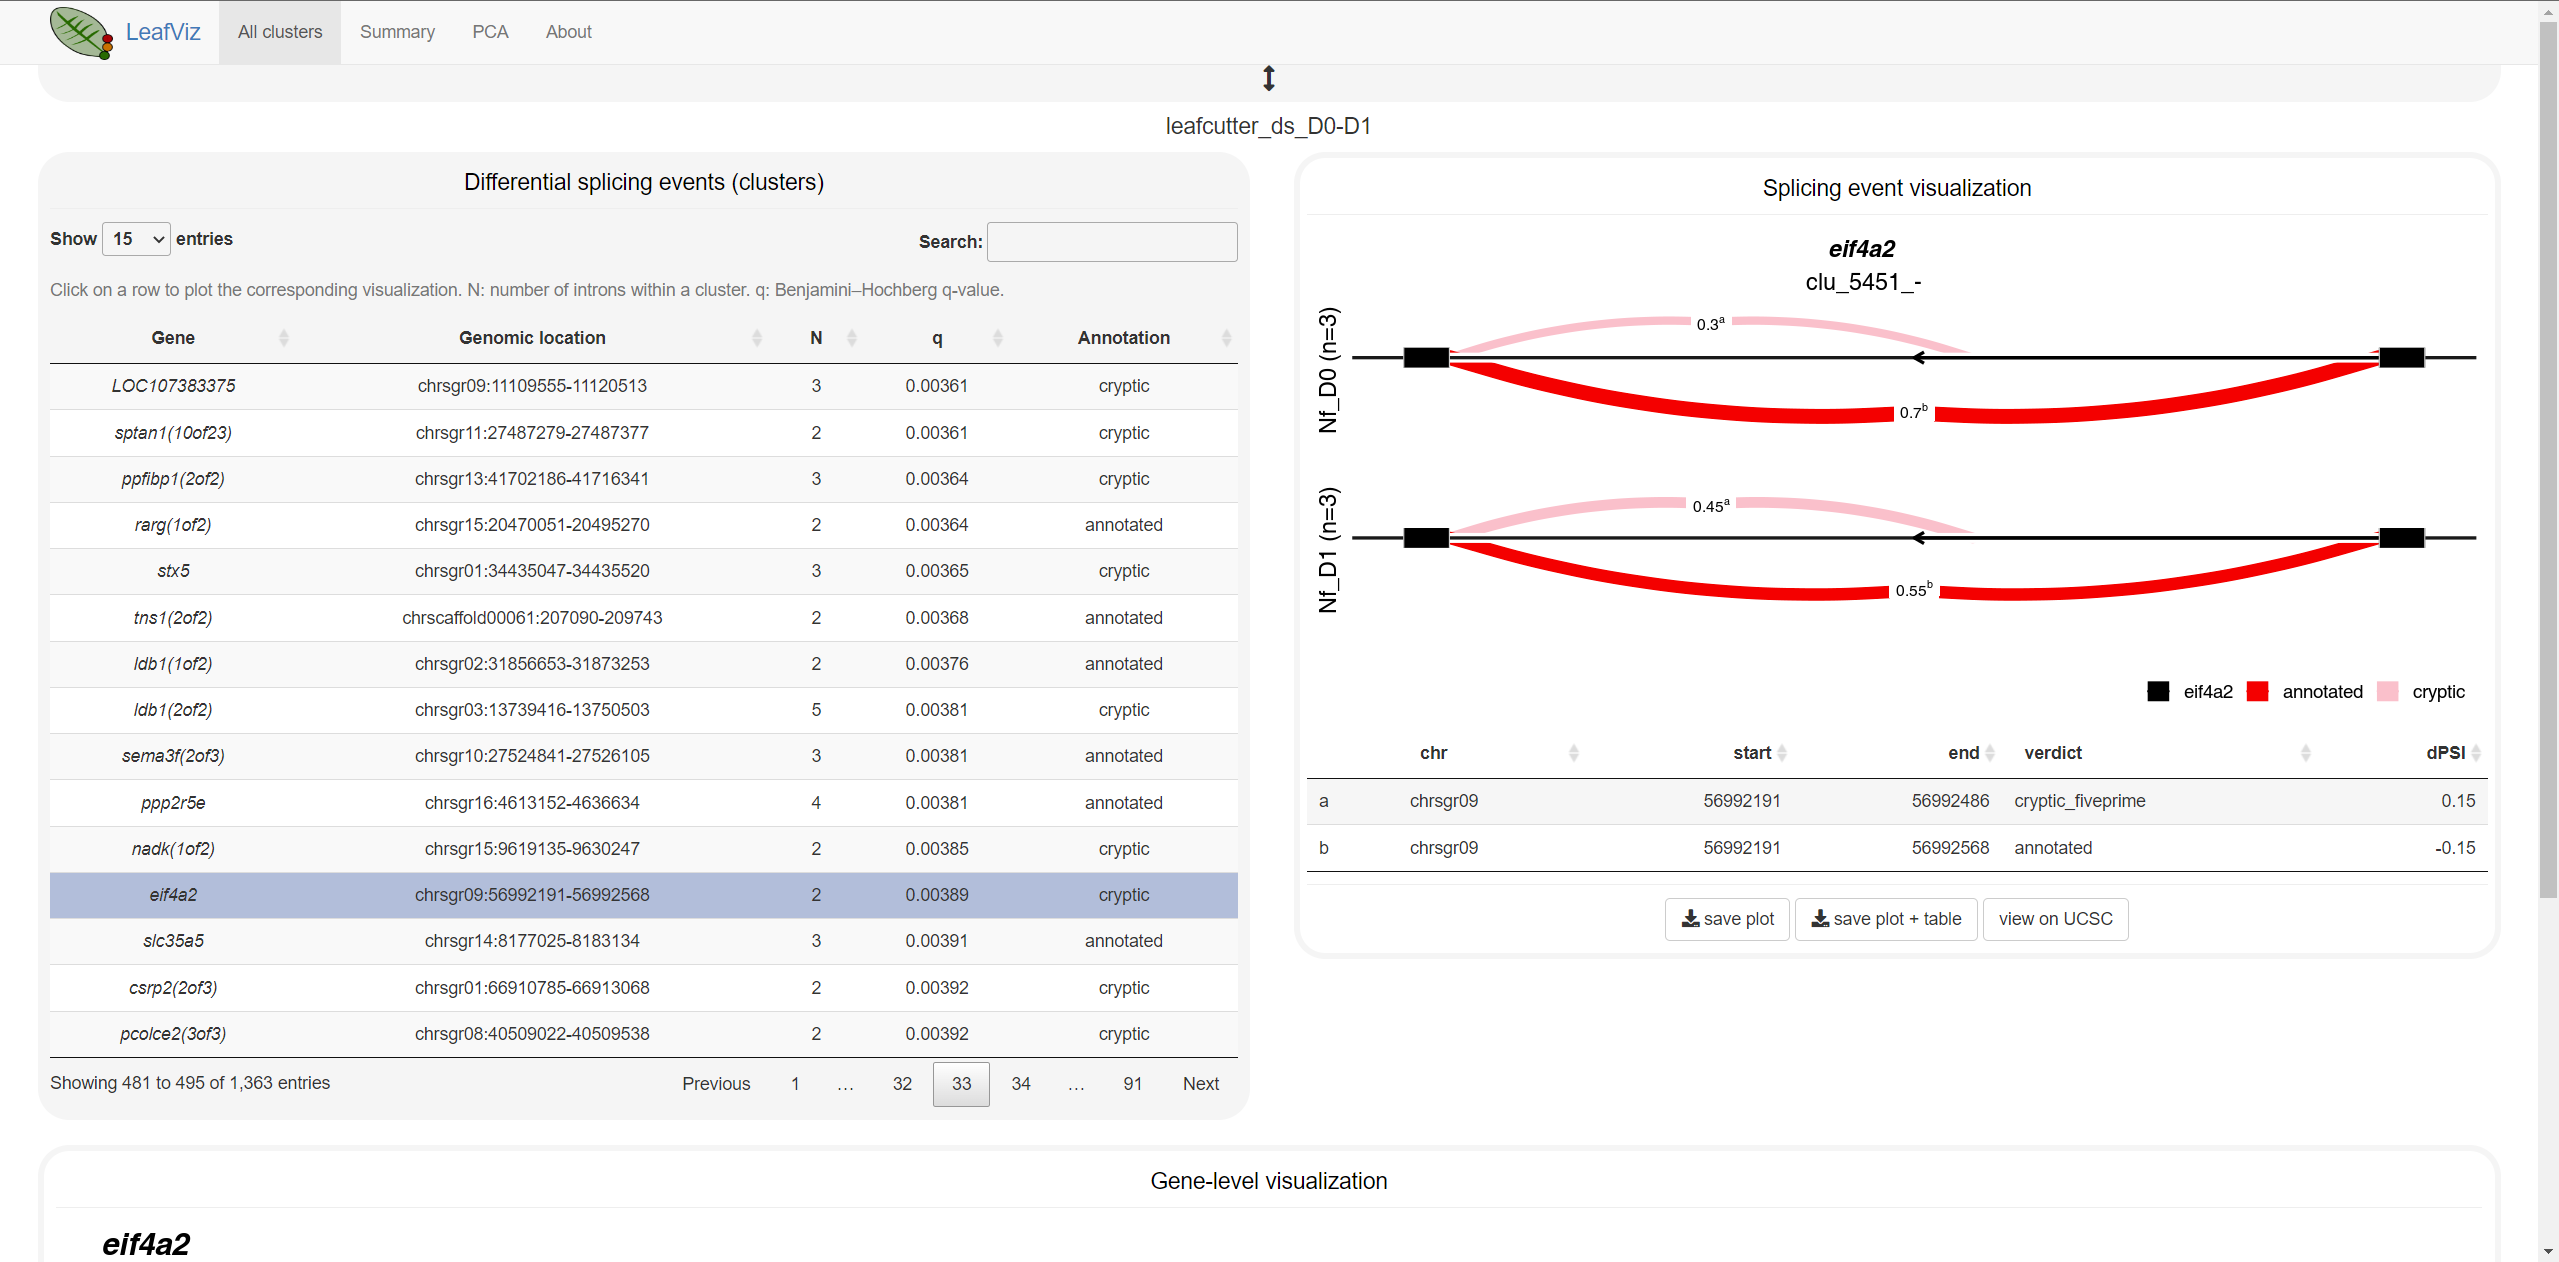 LeafViz All clusters Summary PCA About
leafcutter_ds_D0-D1
Differential splicing events (clusters)
Show 15 entries Search:
Click on a row to plot the corresponding visualization. N: number of introns within a cluster. q: Benjamini–Hochberg q-value.
Gene Genomic location N q Annotation
LOC107383375 chrsgr09:11109555-11120513 3 0.00361 cryptic
sptan1(10of23) chrsgr11:27487279-27487377 2 0.00361 cryptic
ppfibp1(2of2) chrsgr13:41702186-41716341 3 0.00364 cryptic
rarg(1of2) chrsgr15:20470051-20495270 2 0.00364 annotated
stx5 chrsgr01:34435047-34435520 3 0.00365 cryptic
tns1(2of2) chrscaffold00061:207090-209743 2 0.00368 annotated
ldb1(1of2) chrsgr02:31856653-31873253 2 0.00376 annotated
ldb1(2of2) chrsgr03:13739416-13750503 5 0.00381 cryptic
sema3f(2of3) chrsgr10:27524841-27526105 3 0.00381 annotated
ppp2r5e chrsgr16:4613152-4636634 4 0.00381 annotated
nadk(1of2) chrsgr15:9619135-9630247 2 0.00385 cryptic
eif4a2 chrsgr09:56992191-56992568 2 0.00389 cryptic
slc35a5 chrsgr14:8177025-8183134 3 0.00391 annotated
csrp2(2of3) chrsgr01:66910785-66913068 2 0.00392 cryptic
pcolce2(3of3) chrsgr08:40509022-40509538 2 0.00392 cryptic
Showing 481 to 495 of 1,363 entries Previous 1 … 32 33 34 … 91 Next
Splicing event visualization
eif4a2
clu_5451_-
Nf_D0 (n=3)
0.3a
0.7b
Nf_D1 (n=3)
0.45a
0.55b
eif4a2 annotated cryptic
chr start end verdict dPSI
a chrsgr09 56992191 56992486 cryptic_fiveprime 0.15
b chrsgr09 56992191 56992568 annotated -0.15
save plot save plot + table view on UCSC
Gene-level visualization
eif4a2